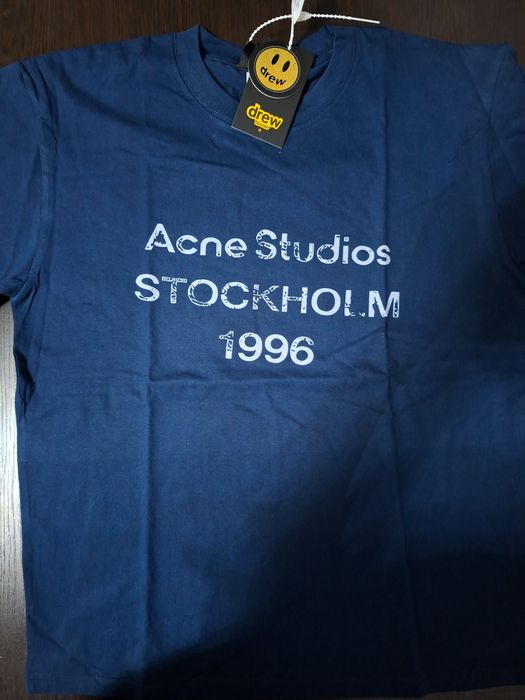 drew
drew
Acne Studios
STOCKHOLM
1996